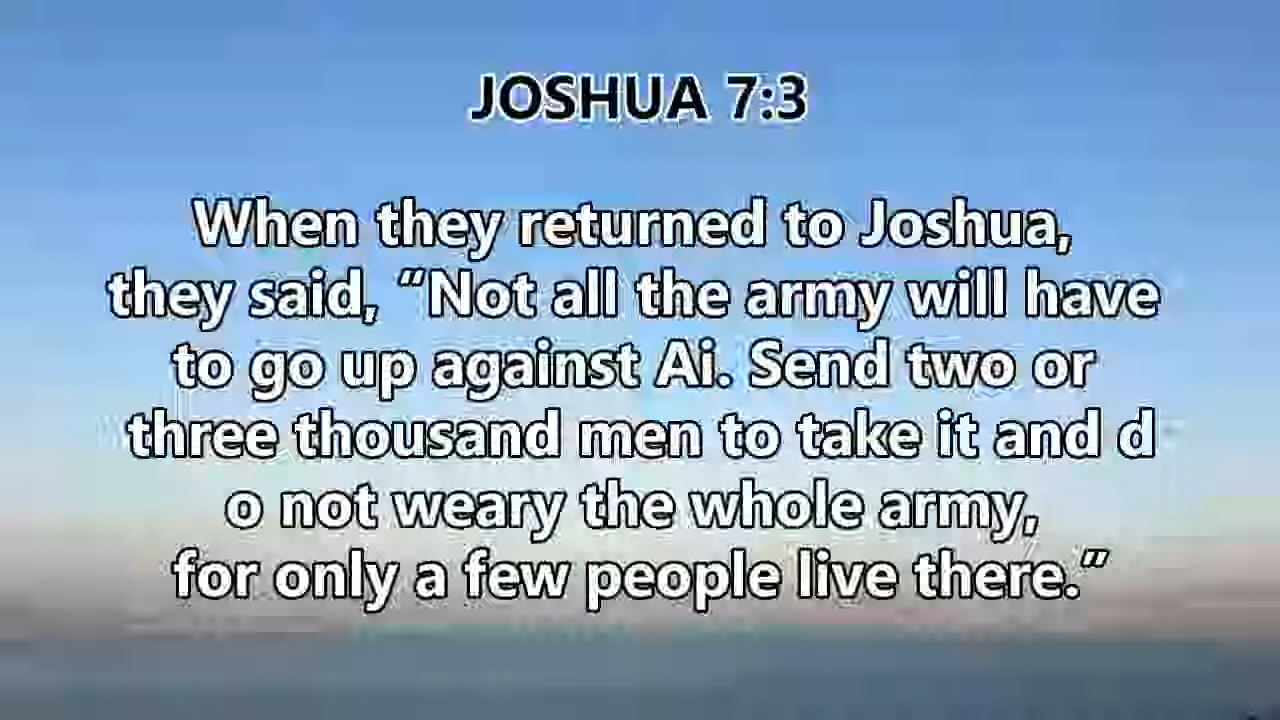 JOSHUA 7:3
When they returned to Joshua,
they said, “Not all the army will have
to go up against Ai. Send two or
three thousand men to take it and d
o not weary the whole army,
for only a few people live there.”